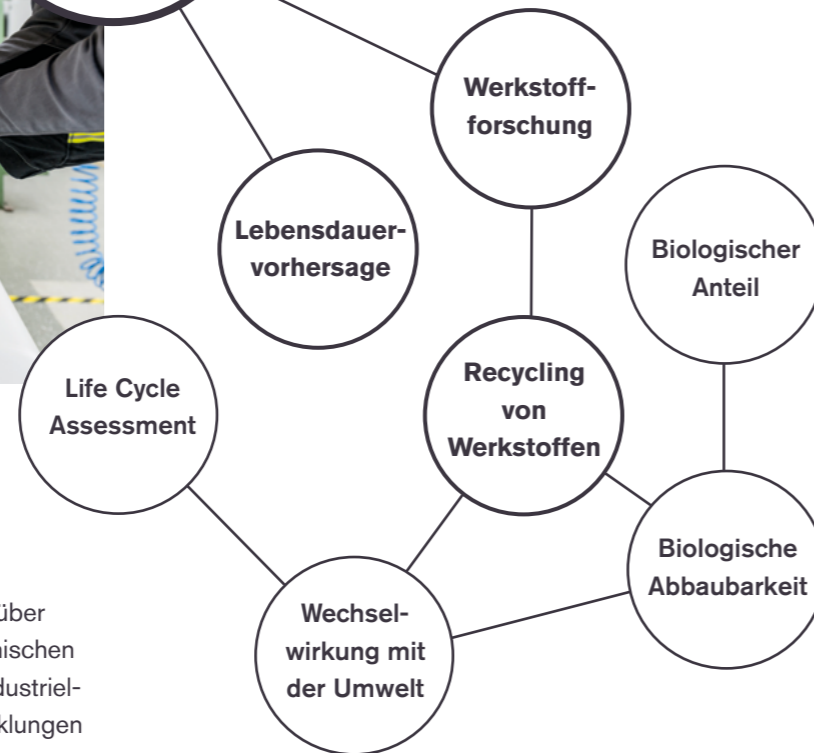 Werkstoff-
forschung
Lebensdauer-
vorhersage
Biologischer
Anteil
Life Cycle
Assessment
Recycling
von
Werkstoffen
Biologische
Abbaubarkeit
Wechsel-
wirkung mit
der Umwelt
über